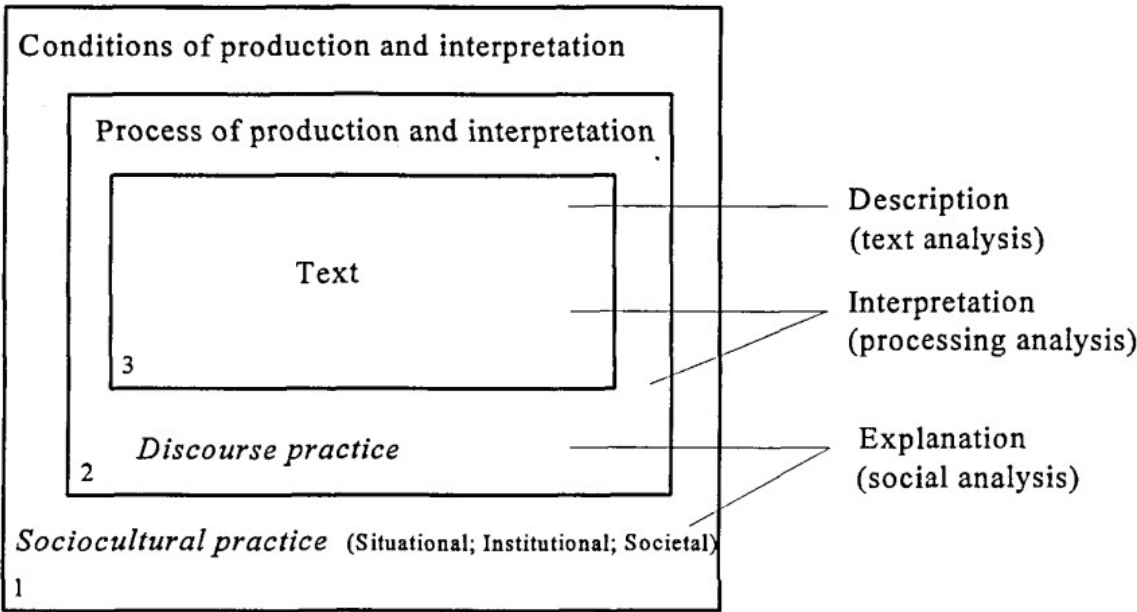 Conditions of production and interpretation
Process of production and interpretation
Text
3
Discourse practice
2
Sociocultural practice (Situational; Institutional; Societal)
1
Description
(text analysis)
Interpretation
(processing analysis)
Explanation
(social analysis)